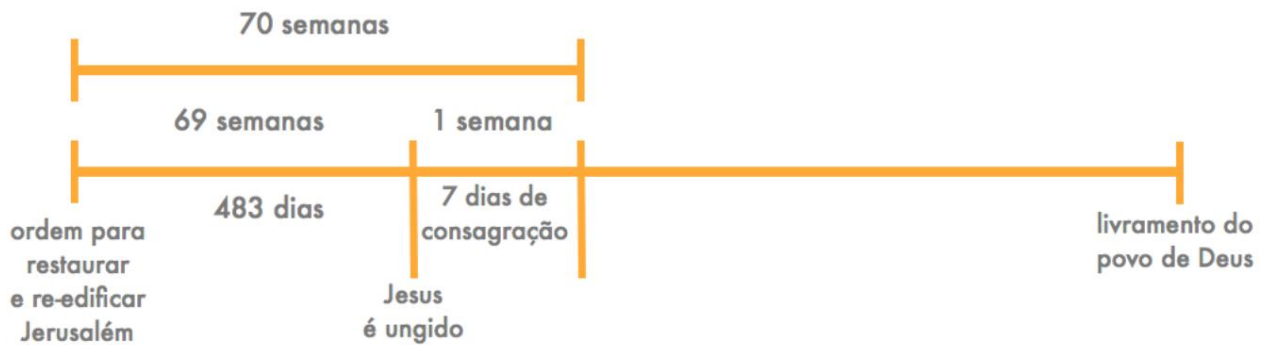 70 semanas
69 semanas
1 semana
483 dias
7 dias de
consagração
ordem para
restaurar
e re-edificar
Jerusalém
Jesus
é ungido
livramento do
povo de Deus